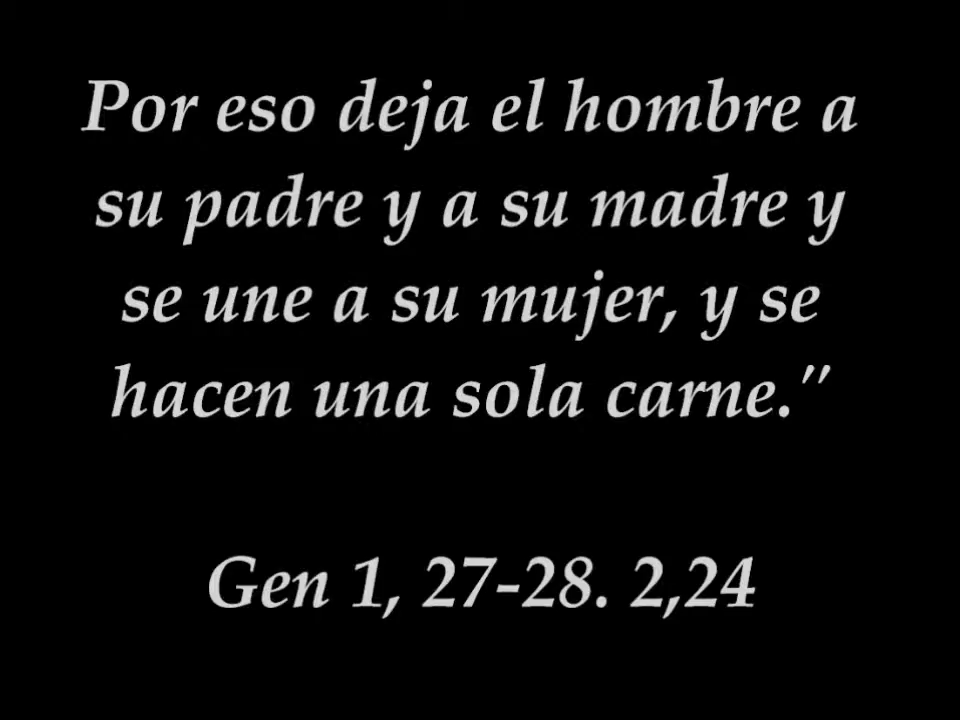 Por eso deja el hombre a
su padre y a su madre y
se une a su mujer, y se
hacen una sola carne."
Gen 1, 27-28. 2,24